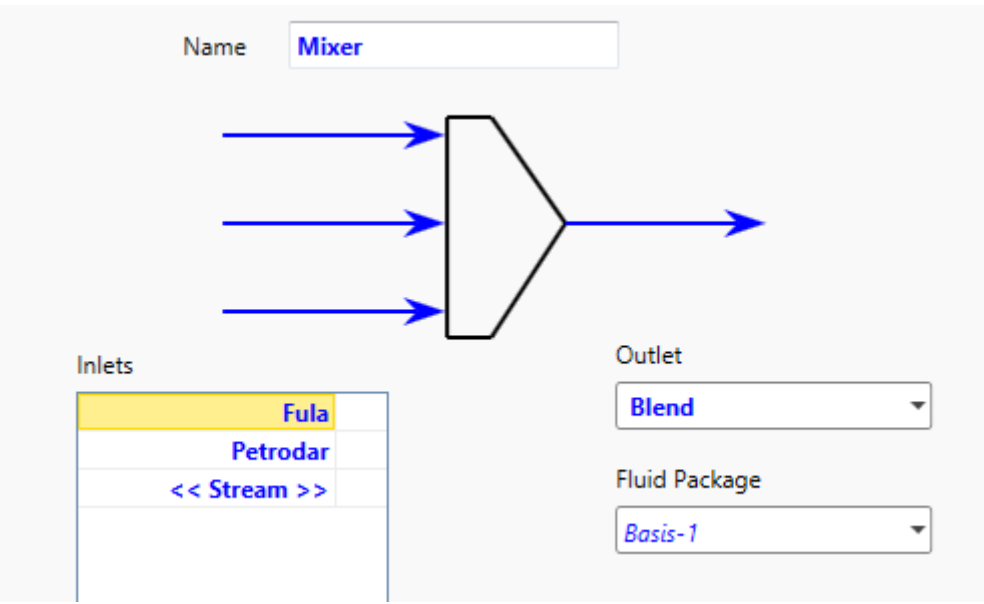 Name Mixer
Inlets
Fula
Petrodar
<< Stream >>
Outlet
Blend
Fluid Package
Basis-1